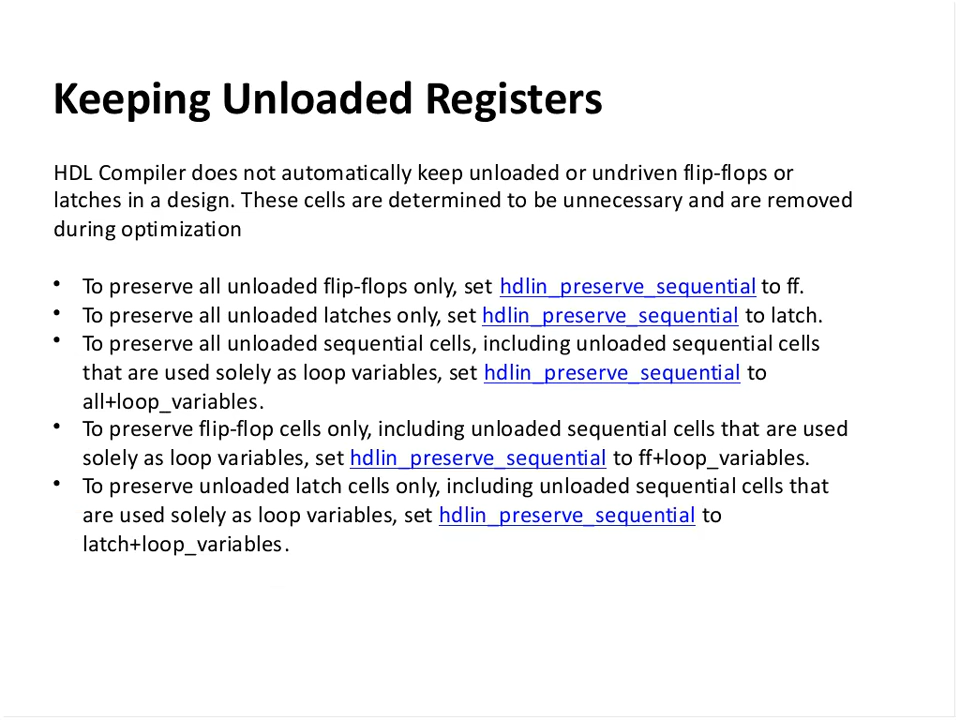 Keeping Unloaded Registers
HDL Compiler does not automatically keep unloaded or undriven flip-flops or
latches in a design. These cells are determined to be unnecessary and are removed
during optimization
• To preserve all unloaded flip-flops only, set hdlin_preserve_sequential to ff.
• To preserve all unloaded latches only, set hdlin_preserve_sequential to latch.
• To preserve all unloaded sequential cells, including unloaded sequential cells
that are used solely as loop variables, set hdlin_preserve_sequential to
all+loop_variables.
• To preserve flip-flop cells only, including unloaded sequential cells that are used
solely as loop variables, set hdlin_preserve_sequential to ff+loop_variables.
• To preserve unloaded latch cells only, including unloaded sequential cells that
are used solely as loop variables, set hdlin_preserve_sequential to
latch+loop_variables.